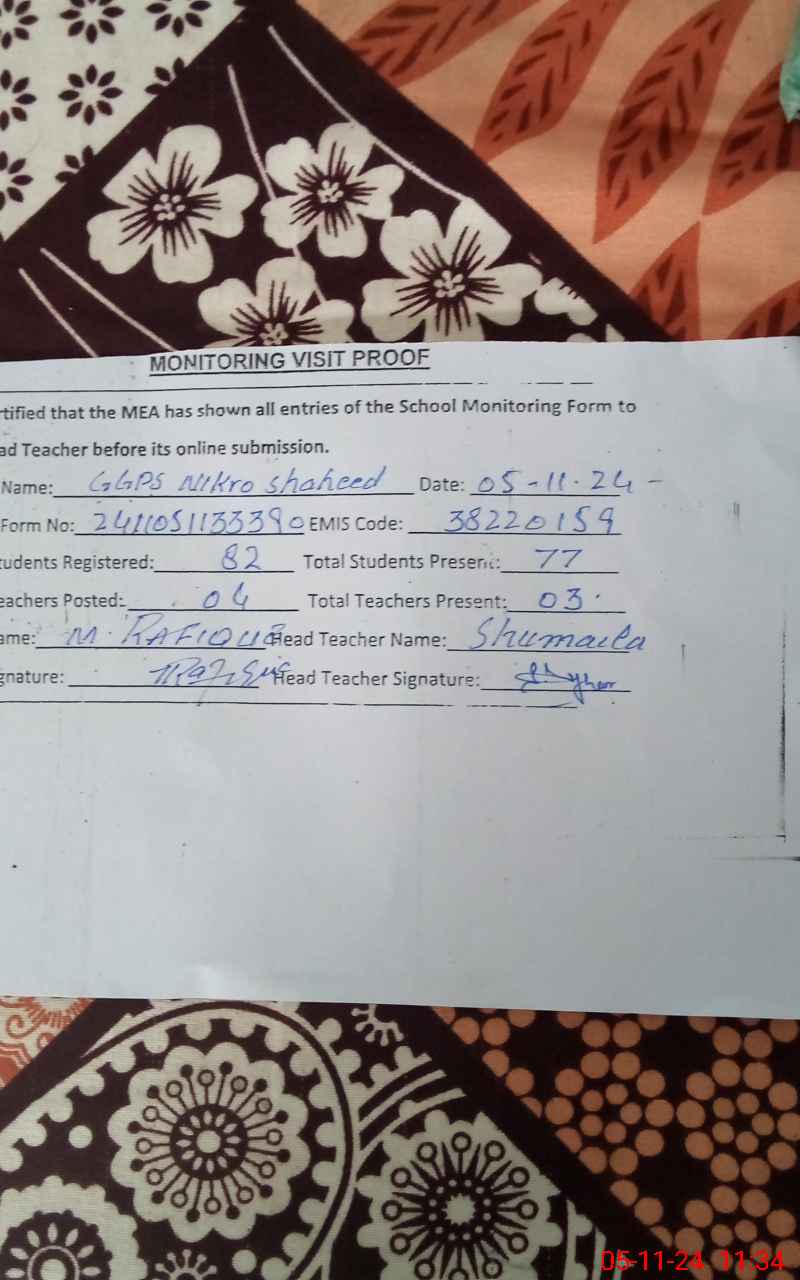 MONITORING VISIT PROOF
rtified that the MEA has shown all entries of the School Monitoring Form to
ad Teacher before its online submission.
Name: GGPS Nikro Shaheed Date: 05-11-24-
Form No: 2411051133390 EMIS Code: 38220159
tudents Registered: 82 Total Students Present: 77
eachers Posted: 04 Total Teachers Present: 03
ame: M. RAFIQUE Head Teacher Name: Shumaila
gnature: Head Teacher Signature:
05-11-24 11:34